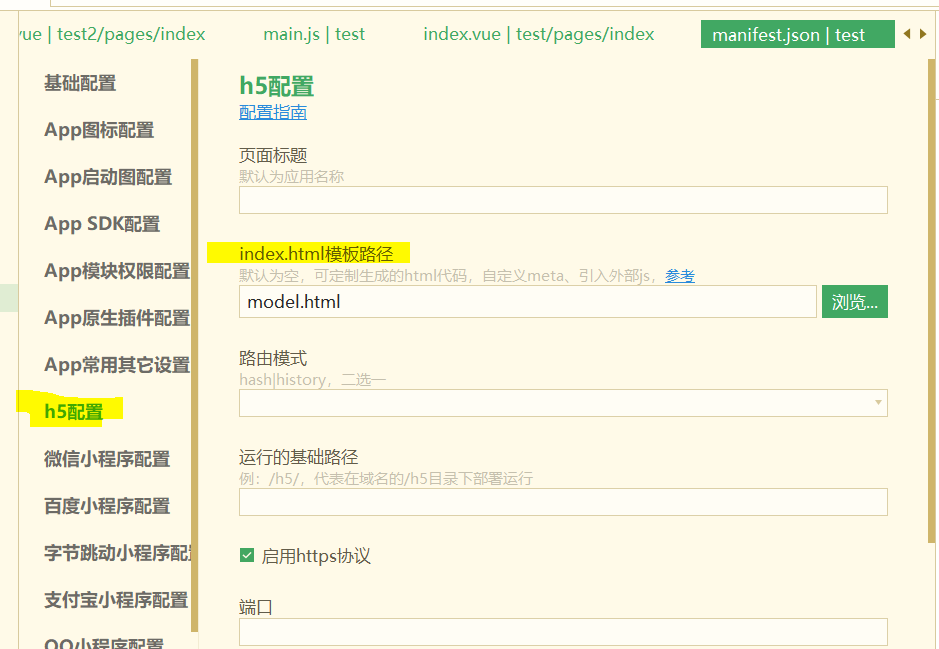 vue | test2/pages/index
main.js | test
index.vue | test/pages/index
manifest.json | test
基础配置
App图标配置
App启动图配置
App SDK配置
App模块权限配置
App原生插件配置
App常用其它设置
h5配置
微信小程序配置
百度小程序配置
字节跳动小程序配
支付宝小程序配置
QQ小程序配置
h5配置
配置指南
页面标题
默认为应用名称
index.html模板路径
默认为空，可定制生成的html代码，自定义meta、引入外部js，参考
model.html
浏览...
路由模式
hash|history，二选一
运行的基础路径
例：/h5/，代表在域名的/h5目录下部署运行
启用https协议
端口